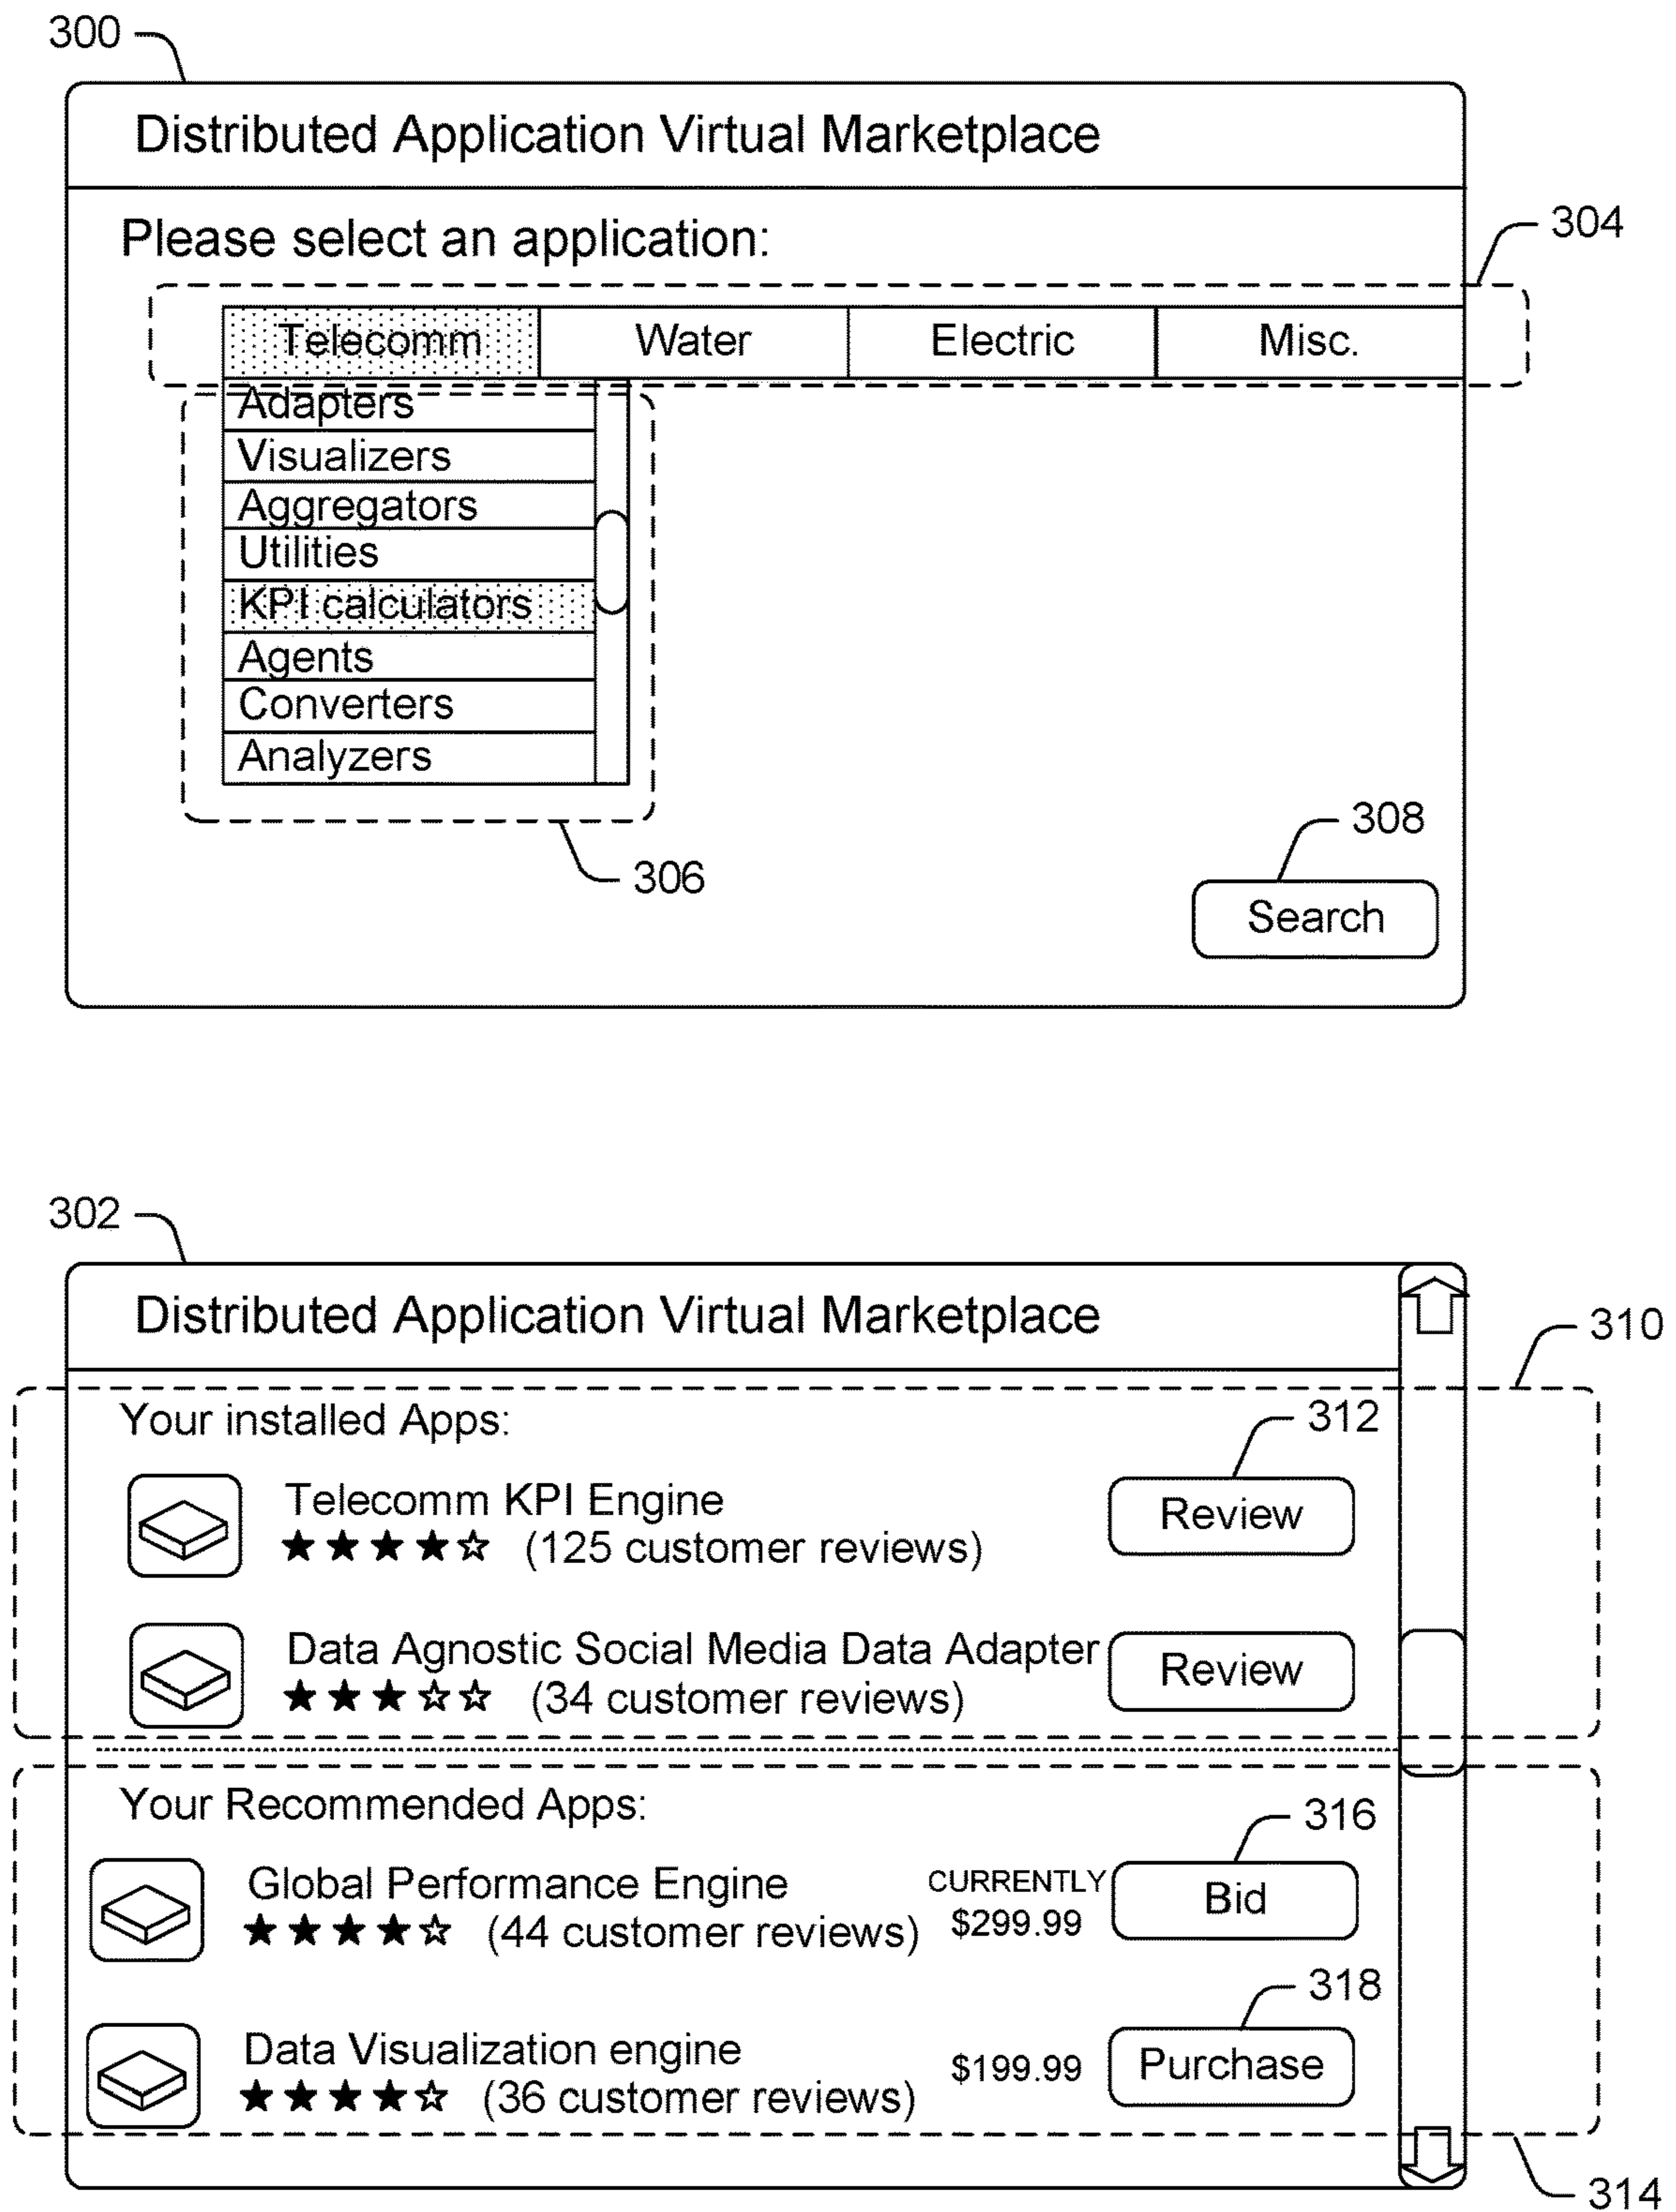 300
Distributed Application Virtual Marketplace
Please select an application:
304
Telecomm Water Electric Misc.
Adapters
Visualizers
Aggregators
Utilities
KPI calculators
Agents
Converters
Analyzers
306
308
Search
302
Distributed Application Virtual Marketplace
310
Your installed Apps:
312
Telecomm KPI Engine
(125 customer reviews)
Review
Data Agnostic Social Media Data Adapter
(34 customer reviews)
Review
Your Recommended Apps:
316
Global Performance Engine
(44 customer reviews)
CURRENTLY
$299.99
Bid
318
Data Visualization engine
(36 customer reviews)
$199.99
Purchase
314